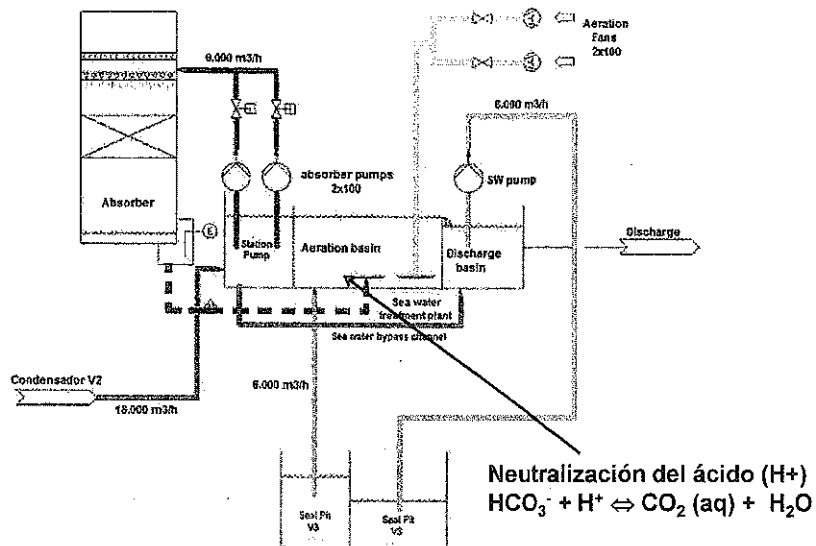 6.000 m3/h
Aeration
Fans
2x100
6.000 m3/h
absorber pumps
2x100
SW pump
Absorber
E
Station
Pump
Aeration basin
Discharge
basin
Discharge
Sea water
treatment plant
Sea water bypass channel
Condensador V2
18.000 m3/h
6.000 m3/h
Seal Pit
V3
Seal Pit
V3
Neutralización del ácido (H+)
HCO₃⁻ + H⁺ ⇔ CO₂ (aq) + H₂O